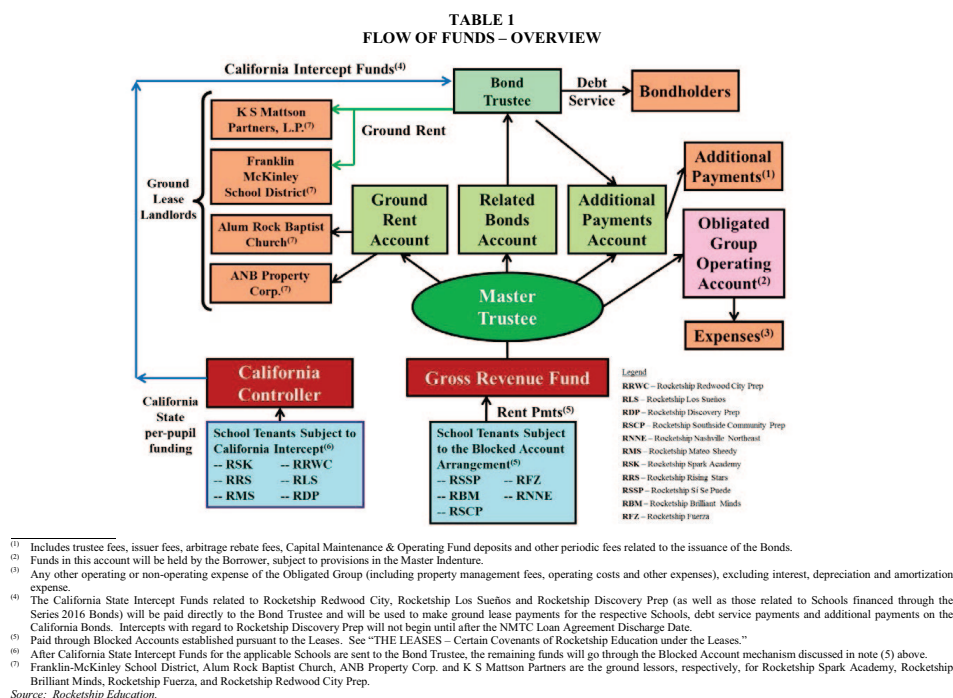 TABLE 1
FLOW OF FUNDS – OVERVIEW
California Intercept Funds(4)
Bond
Trustee
Debt
Service
Bondholders
K S Mattson
Partners, L.P.(7)
Ground Rent
Franklin
McKinley
School District(7)
Ground
Lease
Landlords
Alum Rock Baptist
Church(7)
ANB Property
Corp.(7)
Ground
Rent
Account
Related
Bonds
Account
Additional
Payments
Account
Additional
Payments(1)
Obligated
Group
Operating
Account(2)
Master
Trustee
Expenses(3)
California
Controller
Gross Revenue Fund
California
State
per-pupil
funding
Rent Pmts(5)
School Tenants Subject to
California Intercept(6)
-- RSK -- RRWC
-- RRS -- RLS
-- RMS -- RDP
School Tenants Subject
to the Blocked Account
Arrangement(5)
-- RSSP -- RFZ
-- RBM -- RNNE
-- RSCP
Legend
RRWC – Rocketship Redwood City Prep
RLS – Rocketship Los Sueños
RDP – Rocketship Discovery Prep
RSCP – Rocketship Southside Community Prep
RNNE – Rocketship Nashville Northeast
RMS – Rocketship Mateo Sheedy
RSK – Rocketship Spark Academy
RRS – Rocketship Rising Stars
RSSP – Rocketship Sí Se Puede
RBM – Rocketship Brilliant Minds
RFZ – Rocketship Fuerza
(1) Includes trustee fees, issuer fees, arbitrage rebate fees, Capital Maintenance & Operating Fund deposits and other periodic fees related to the issuance of the Bonds.
(2) Funds in this account will be held by the Borrower, subject to provisions in the Master Indenture.
(3) Any other operating or non-operating expense of the Obligated Group (including property management fees, operating costs and other expenses), excluding interest, depreciation and amortization
expense.
(4) The California State Intercept Funds related to Rocketship Redwood City, Rocketship Los Sueños and Rocketship Discovery Prep (as well as those related to Schools financed through the
Series 2016 Bonds) will be paid directly to the Bond Trustee and will be used to make ground lease payments for the respective Schools, debt service payments and additional payments on the
California Bonds. Intercepts with regard to Rocketship Discovery Prep will not begin until after the NMTC Loan Agreement Discharge Date.
(5) Paid through Blocked Accounts established pursuant to the Leases. See “THE LEASES – Certain Covenants of Rocketship Education under the Leases.”
(6) After California State Intercept Funds for the applicable Schools are sent to the Bond Trustee, the remaining funds will go through the Blocked Account mechanism discussed in note (5) above.
(7) Franklin-McKinley School District, Alum Rock Baptist Church, ANB Property Corp. and K S Mattson Partners are the ground lessors, respectively, for Rocketship Spark Academy, Rocketship
Brilliant Minds, Rocketship Fuerza, and Rocketship Redwood City Prep.
Source: Rocketship Education.